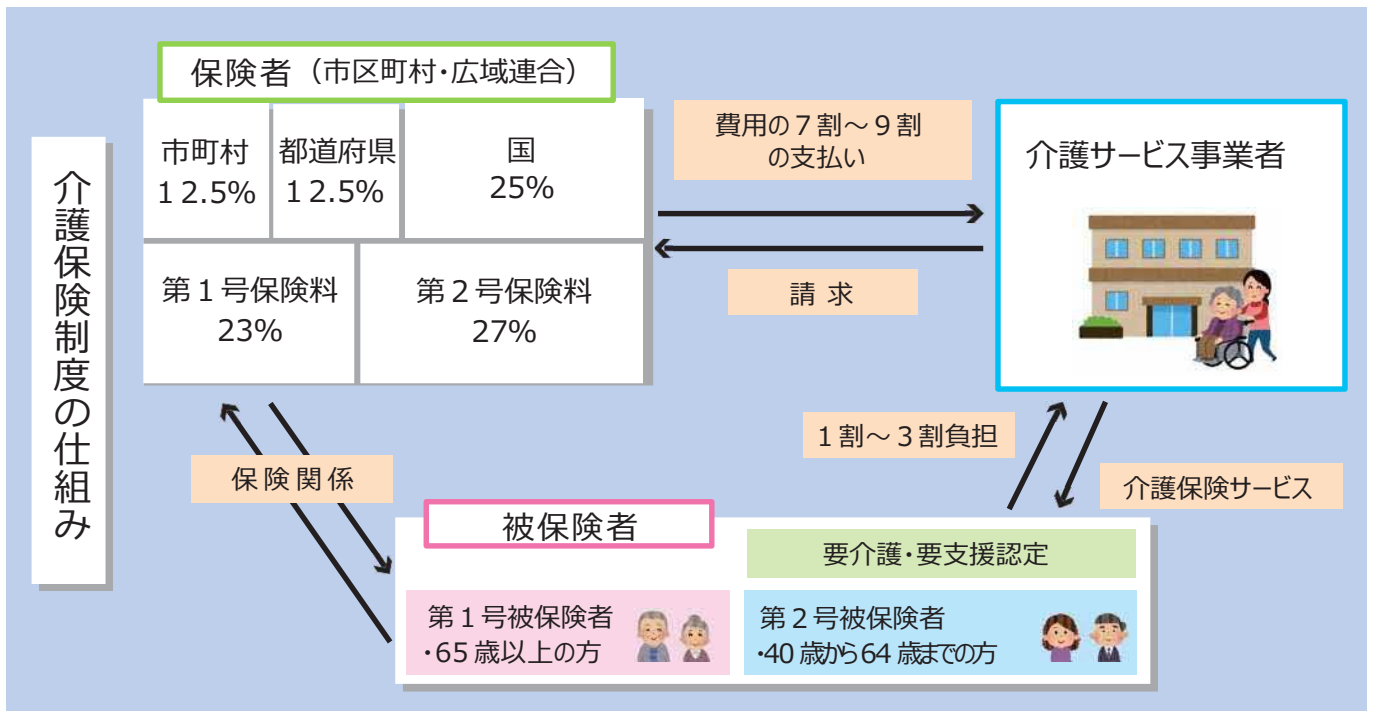 介護保険制度の仕組み
保険者（市区町村・広域連合）
市町村
１２.5%
都道府県
１２.5%
国
25%
第１号保険料
23%
第２号保険料
27%
費用の７割～９割
の支払い
請 求
介護サービス事業者
１割～３割負担
介護保険サービス
保険関係
被保険者
要介護・要支援認定
第１号被保険者
・65 歳以上の方
第２号被保険者
・40 歳から 64 歳までの方